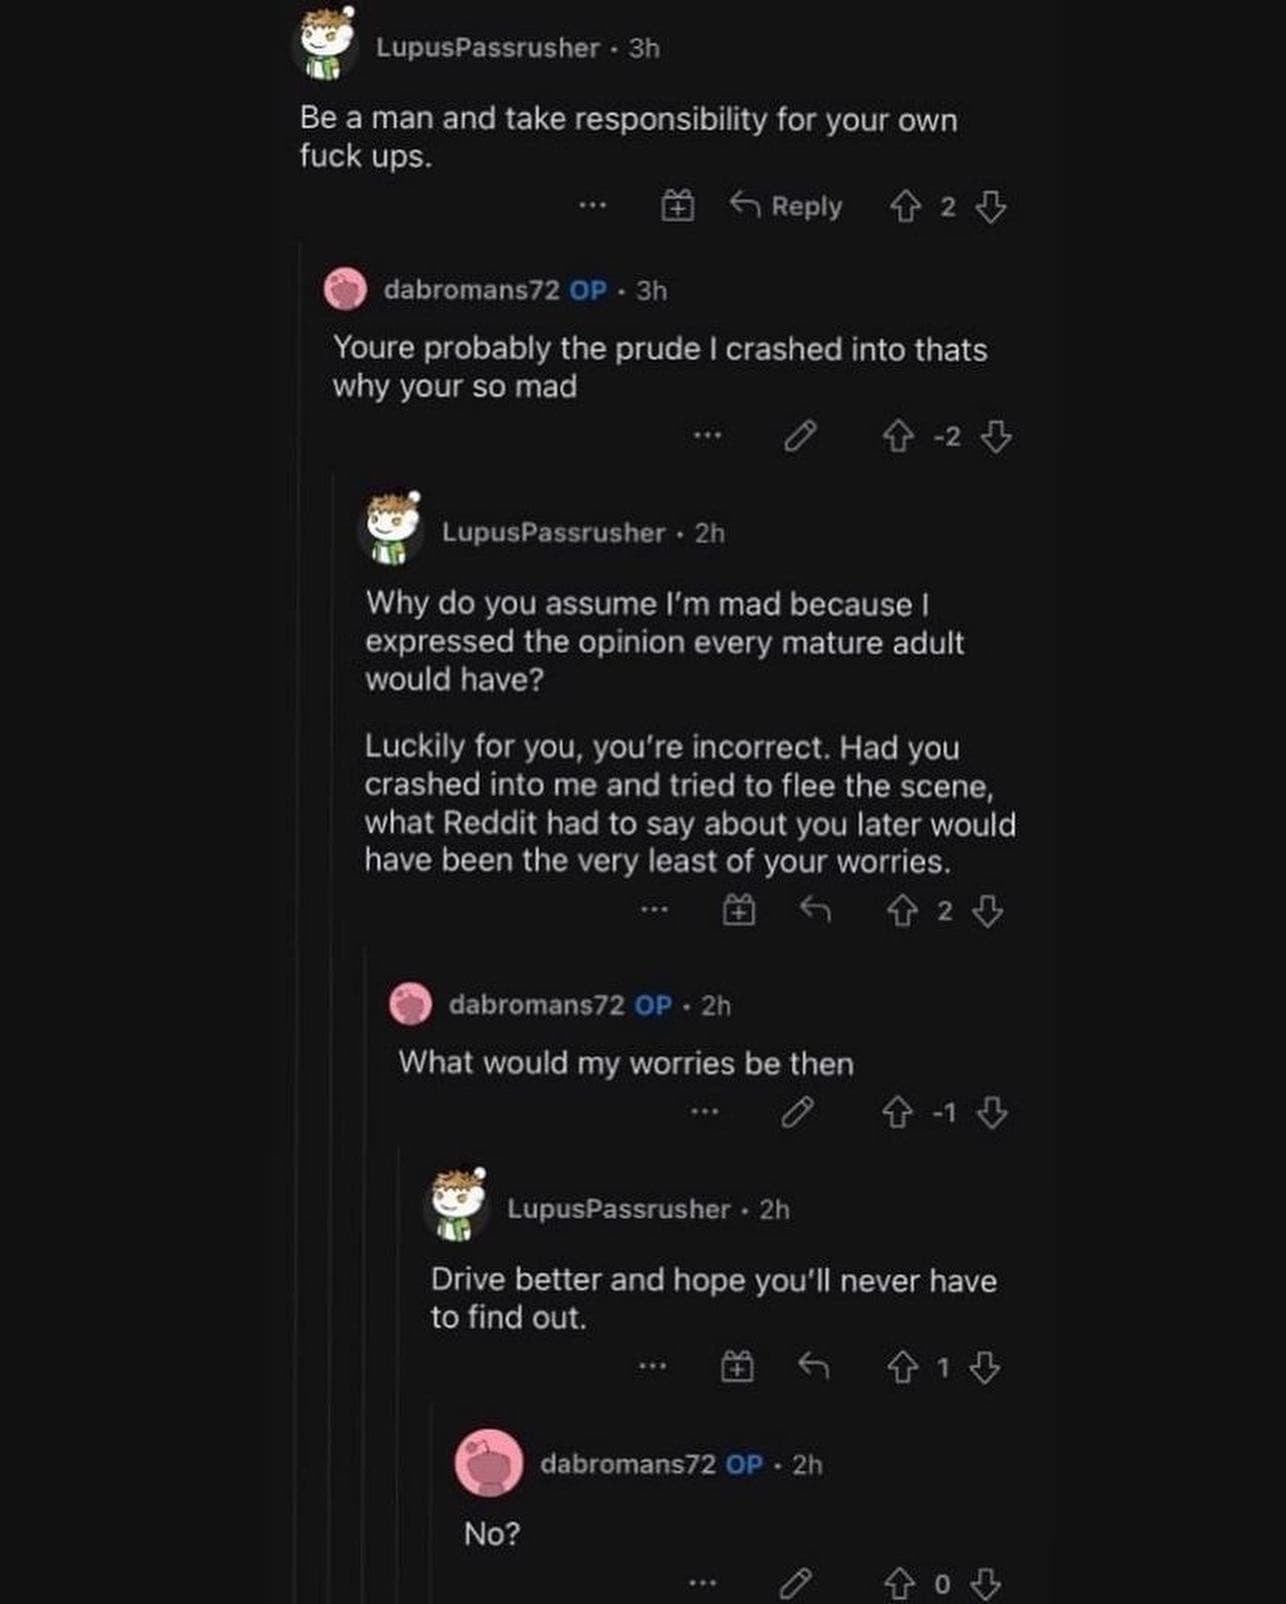 LupusPassrusher • 3h
Be a man and take responsibility for your own
fuck ups.
Reply 2
dabromans72 OP • 3h
Youre probably the prude I crashed into thats
why your so mad
-2
LupusPassrusher • 2h
Why do you assume I'm mad because I
expressed the opinion every mature adult
would have?
Luckily for you, you're incorrect. Had you
crashed into me and tried to flee the scene,
what Reddit had to say about you later would
have been the very least of your worries.
2
dabromans72 OP • 2h
What would my worries be then
-1
LupusPassrusher • 2h
Drive better and hope you'll never have
to find out.
1
dabromans72 OP • 2h
No?
0